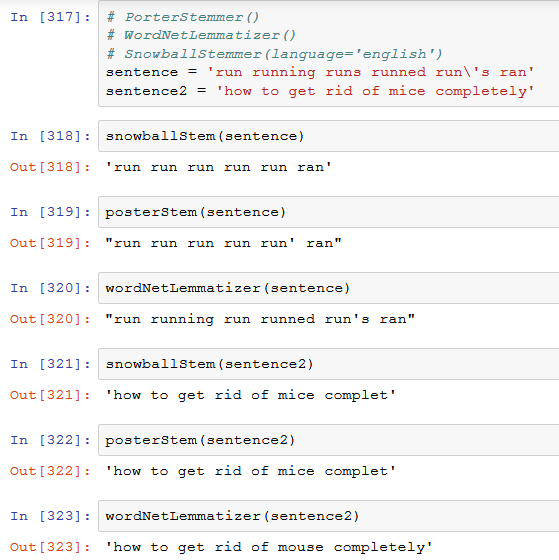 In [317]: # PorterStemmer()
# WordNetLemmatizer()
# SnowballStemmer(language='english')
sentence = 'run running runs runned run\'s ran'
sentence2 = 'how to get rid of mice completely'
In [318]: snowballStem(sentence)
Out[318]: 'run run run run run ran'
In [319]: posterStem(sentence)
Out[319]: "run run run run run' ran"
In [320]: wordNetLemmatizer(sentence)
Out[320]: "run running run runned run's ran"
In [321]: snowballStem(sentence2)
Out[321]: 'how to get rid of mice complet'
In [322]: posterStem(sentence2)
Out[322]: 'how to get rid of mice complet'
In [323]: wordNetLemmatizer(sentence2)
Out[323]: 'how to get rid of mouse completely'